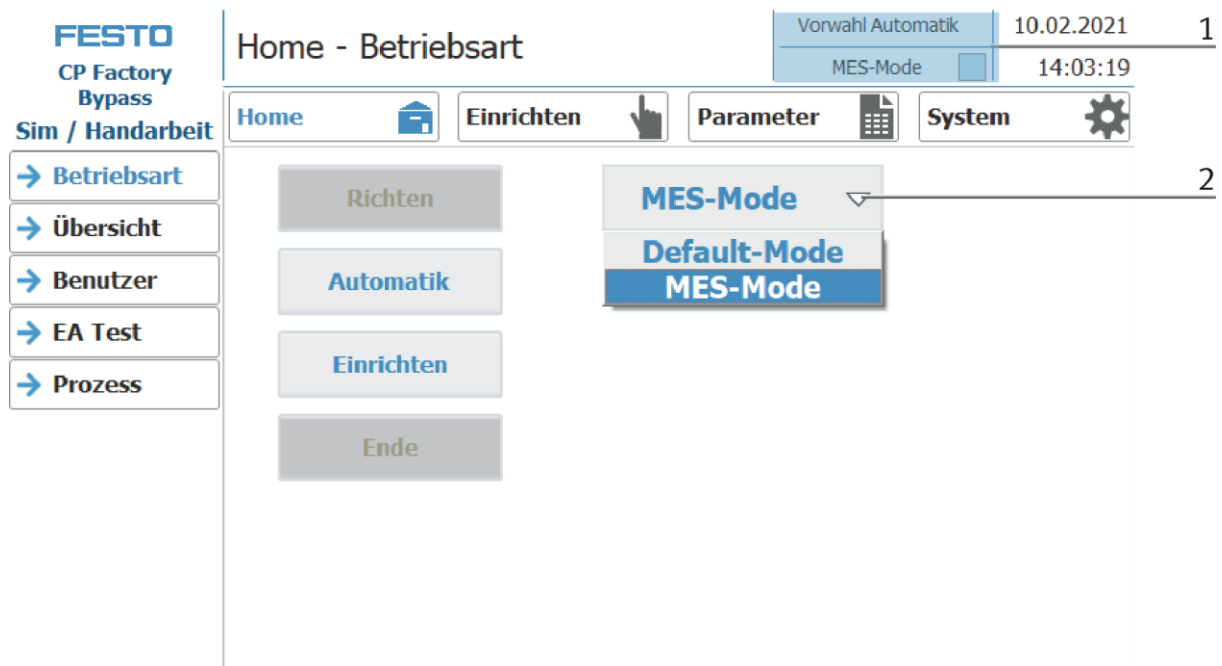 FESTO
CP Factory
Bypass
Sim / Handarbeit
Home - Betriebsart
Vorwahl Automatik
MES-Mode
10.02.2021
14:03:19
1
Home
Einrichten
Parameter
System
Betriebsart
Übersicht
Benutzer
EA Test
Prozess
Richten
Automatik
Einrichten
Ende
MES-Mode
2
Default-Mode
MES-Mode